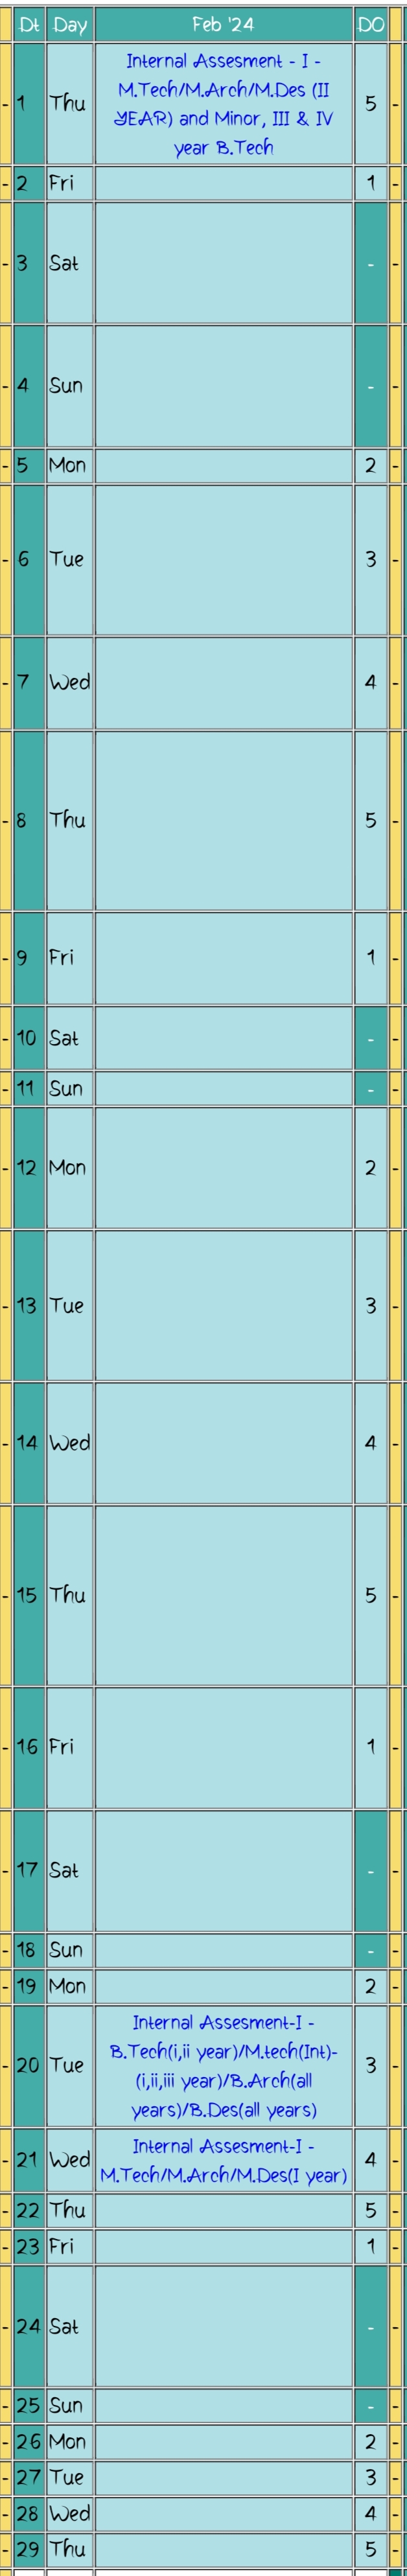 Dt Day Feb '24 DO
Internal Assesment - I -
M.Tech/M.Arch/M.Des (II
- 1 Thu YEAR) and Minor, III & IV 5 -
year B.Tech
- 2 Fri 1 -
- 3 Sat - -
- 4 Sun - -
- 5 Mon 2 -
- 6 Tue 3 -
- 7 Wed 4 -
- 8 Thu 5 -
- 9 Fri 1 -
- 10 Sat - -
- 11 Sun - -
- 12 Mon 2 -
- 13 Tue 3 -
- 14 Wed 4 -
- 15 Thu 5 -
- 16 Fri 1 -
- 17 Sat - -
- 18 Sun - -
- 19 Mon 2 -
Internal Assesment-I -
B.Tech(i,ii year)/M.tech(Int)-
- 20 Tue (i,ii,iii year)/B.Arch(all 3 -
years)/B.Des(all years)
Internal Assesment-I -
- 21 Wed M.Tech/M.Arch/M.Des(I year) 4 -
- 22 Thu 5 -
- 23 Fri 1 -
- 24 Sat - -
- 25 Sun - -
- 26 Mon 2 -
- 27 Tue 3 -
- 28 Wed 4 -
- 29 Thu 5 -